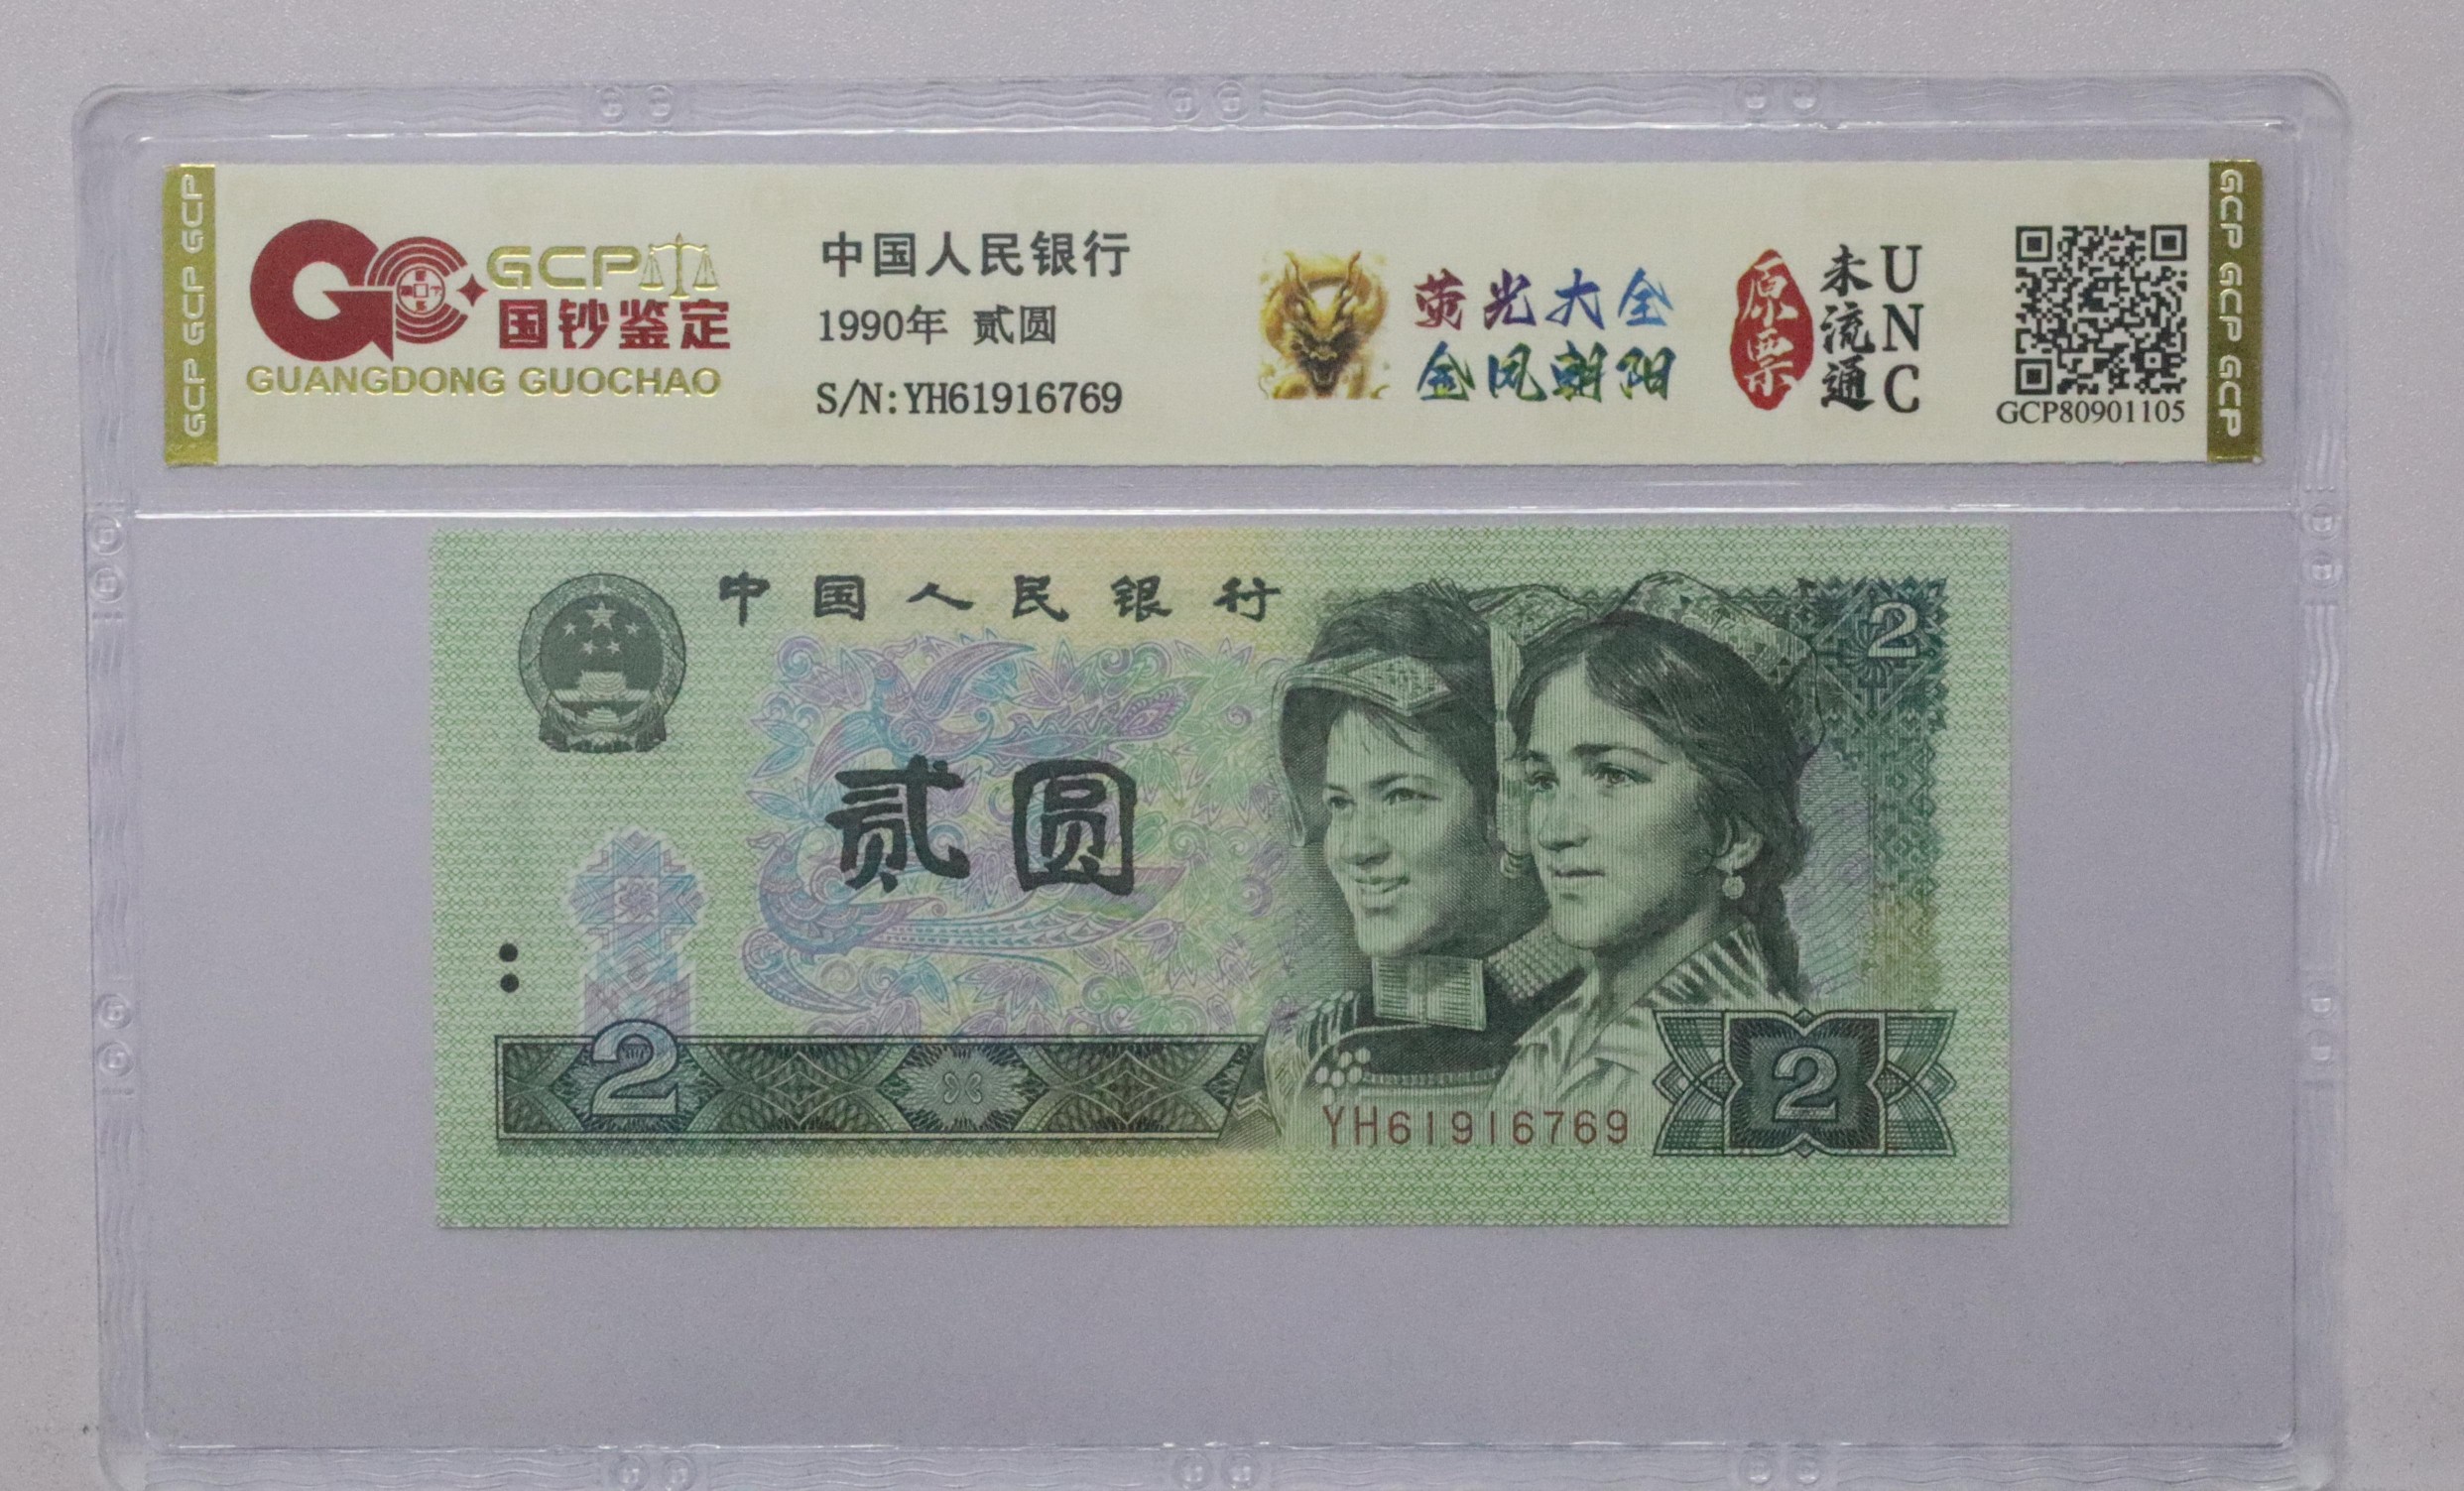 GCP GCP GCP
GCP
国钞鉴定
GUANGDONG GUOCHAO
中国人民银行
1990年 贰圆
S/N:YH61916769
荧光大全
金凤朝阳
原票
未流通
UNC
GCP80901105
GCP GCP GCP
中国人民银行
2
贰圆
2
2
YH61916769